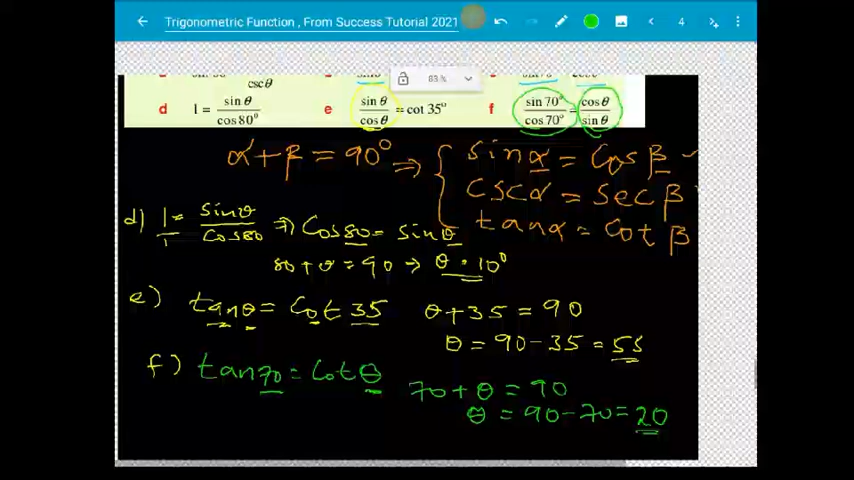 Trigonometric Function , From Success Tutorial 2021
4
83 %
cscθ
d 1 = sin θ / cos 80° e sin θ / cos θ = cot 35° f sin 70° / cos 70° = cos θ / sin θ
α + β = 90° ⇒ { sin α = Cos β
CSC α = Sec β
tan α = Cot β
d) 1/1 = sin θ / Cos 80 ⇒ Cos 80 = sin θ
80 + θ = 90 → θ = 10°
e) tan θ = Cot 35 θ + 35 = 90
θ = 90 - 35 = 55
f) tan 70 = Cot θ 70 + θ = 90
θ = 90 - 70 = 20